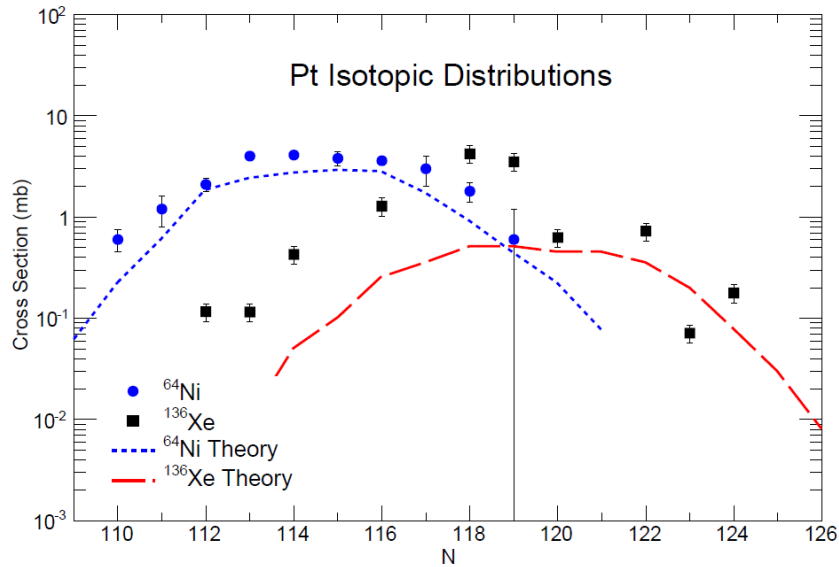 Pt Isotopic Distributions
Cross Section (mb)
10²
10
1
10⁻¹
10⁻²
10⁻³
⁶⁴Ni
¹³⁶Xe
⁶⁴Ni Theory
¹³⁶Xe Theory
110 112 114 116 118 120 122 124 126
N